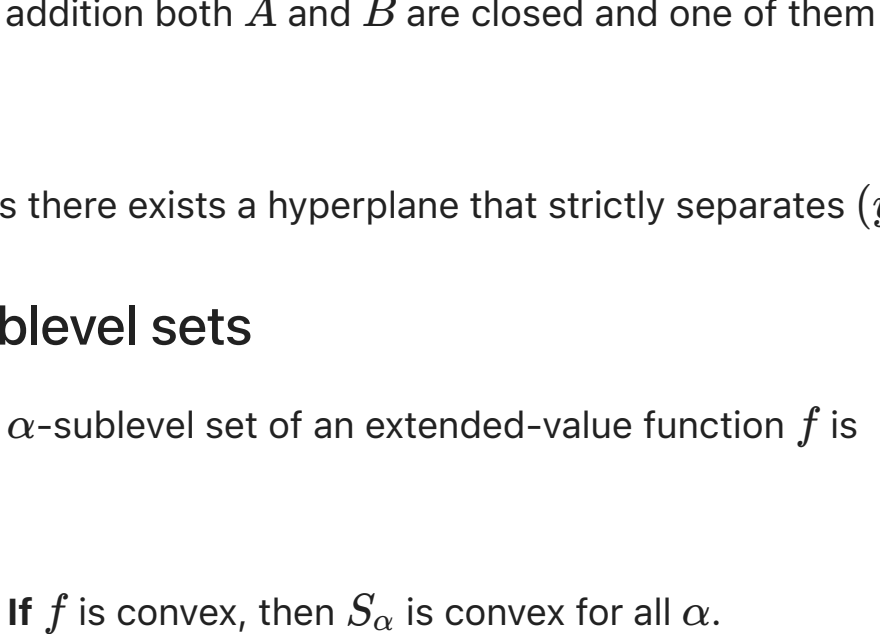 addition both A and B are closed and one of them
s there exists a hyperplane that strictly separates (
blevel sets
α-sublevel set of an extended-value function f is
If f is convex, then Sα is convex for all α.